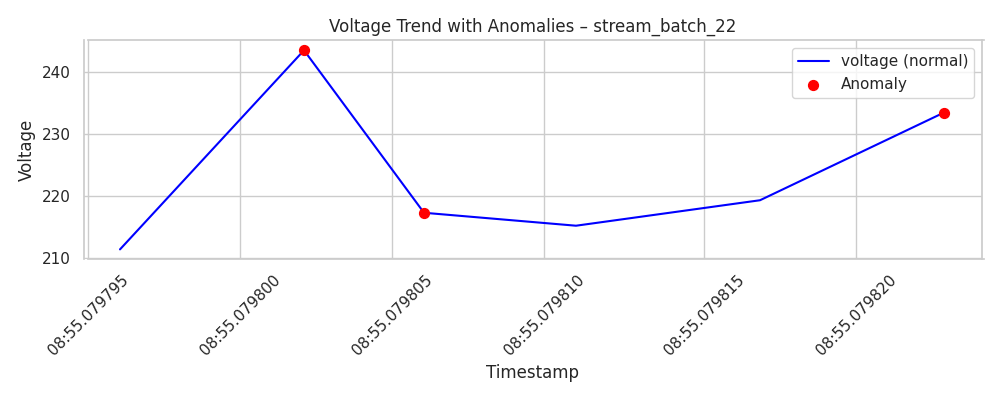 Voltage Trend with Anomalies – stream_batch_22
voltage (normal)
Anomaly
Voltage
240
230
220
210
08:55.079795
08:55.079800
08:55.079805
08:55.079810
08:55.079815
08:55.079820
Timestamp